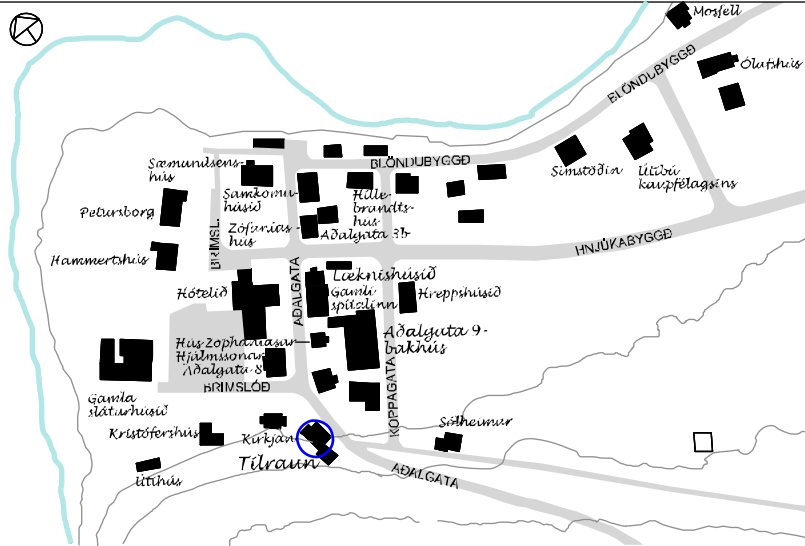 Mosfell
Ólafshús
BLÖNDUBYGGÐ
Símstöðin
Útibú
kaupfélagsins
BLÖNDUBYGGÐ
Sæmundsens-
hús
Samkomu-
húsið
Hille-
brandts-
hús
Pétursborg
Zófanías-
hús
Aðalgata 3b
BRIMSL.
HNJÚKABYGGÐ
Hammertshús
AÐALGATA
Læknishúsið
Hótelið
Gamli
spítalinn
Hreppshúsið
Aðalgata 9-
bakhús
Hús Zophaníasar
Hjálmssonar
Aðalgata 8
BRIMSLÓÐ
KOPPAGATA
Gamla
sláturhúsið
Kristófershús
Kirkjan
Sólheimar
Tilraun
AÐALGATA
Útihús